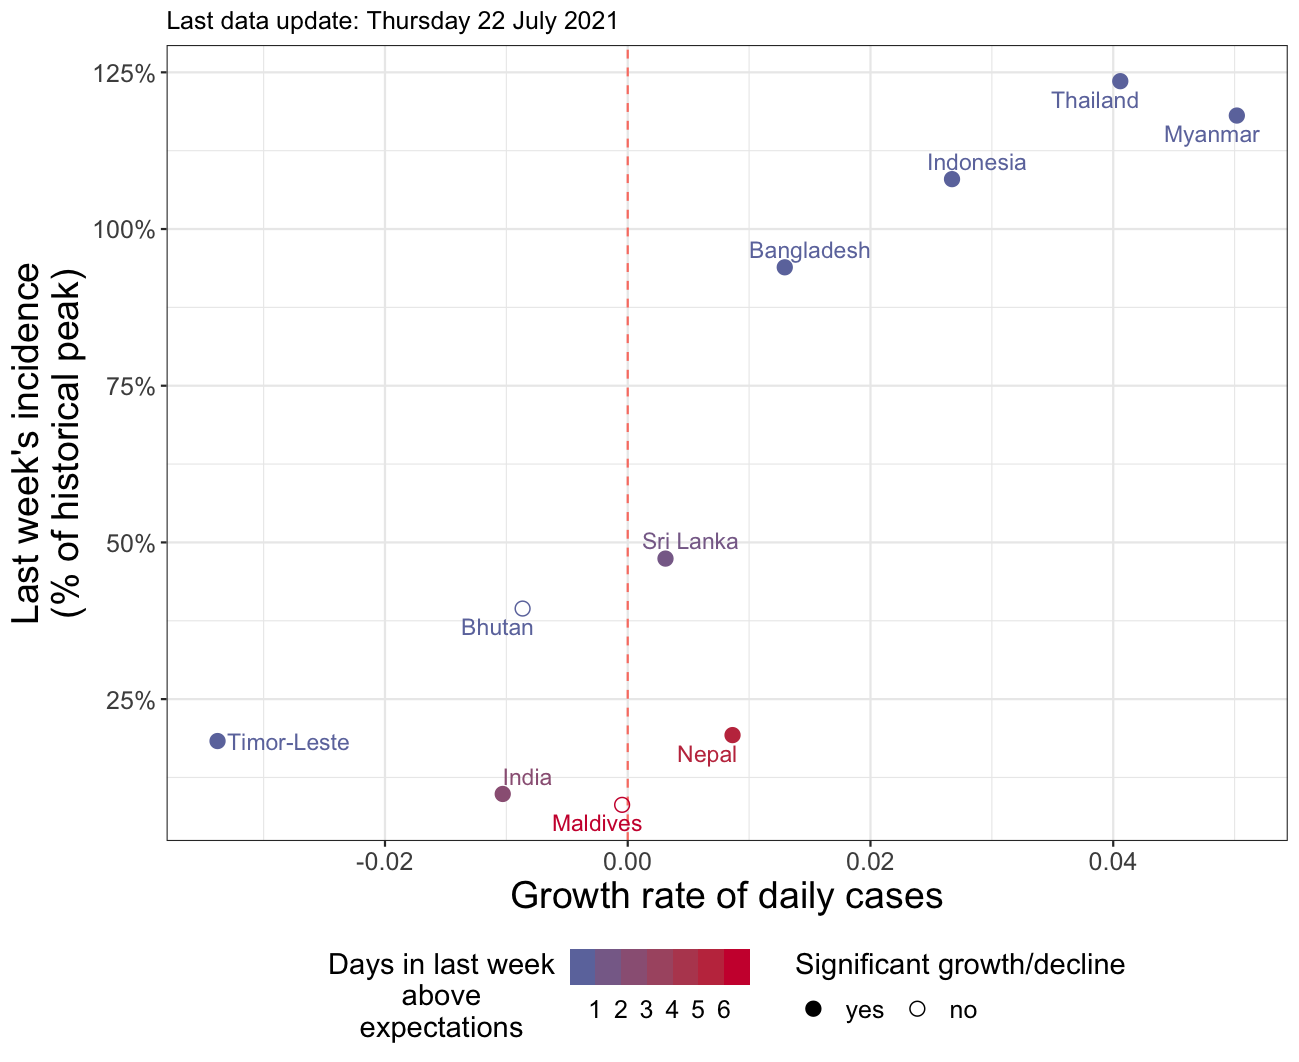 Last data update: Thursday 22 July 2021
Last week's incidence
(% of historical peak)
125%
100%
75%
50%
25%
Thailand
Myanmar
Indonesia
Bangladesh
Sri Lanka
Bhutan
Timor-Leste
Nepal
India
Maldives
-0.02 0.00 0.02 0.04
Growth rate of daily cases
Days in last week
above
expectations
1 2 3 4 5 6
Significant growth/decline
yes no